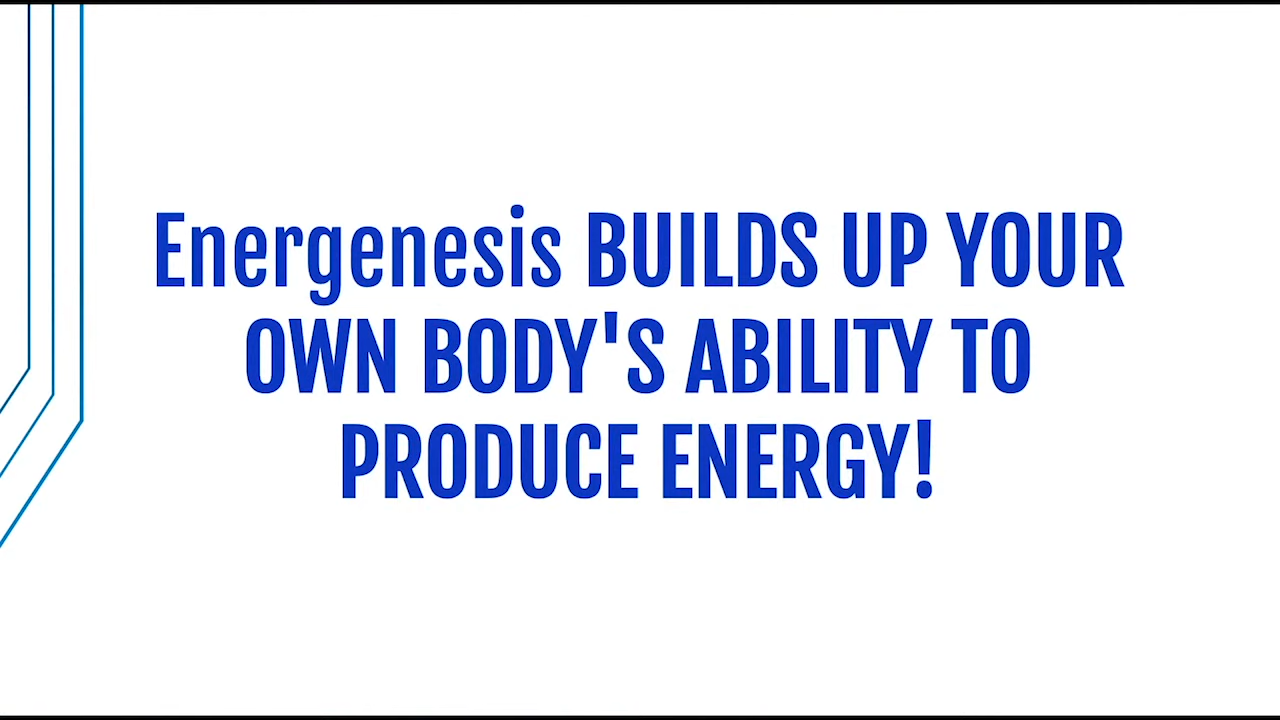 Energenesis BUILDS UP YOUR
OWN BODY'S ABILITY TO
PRODUCE ENERGY!